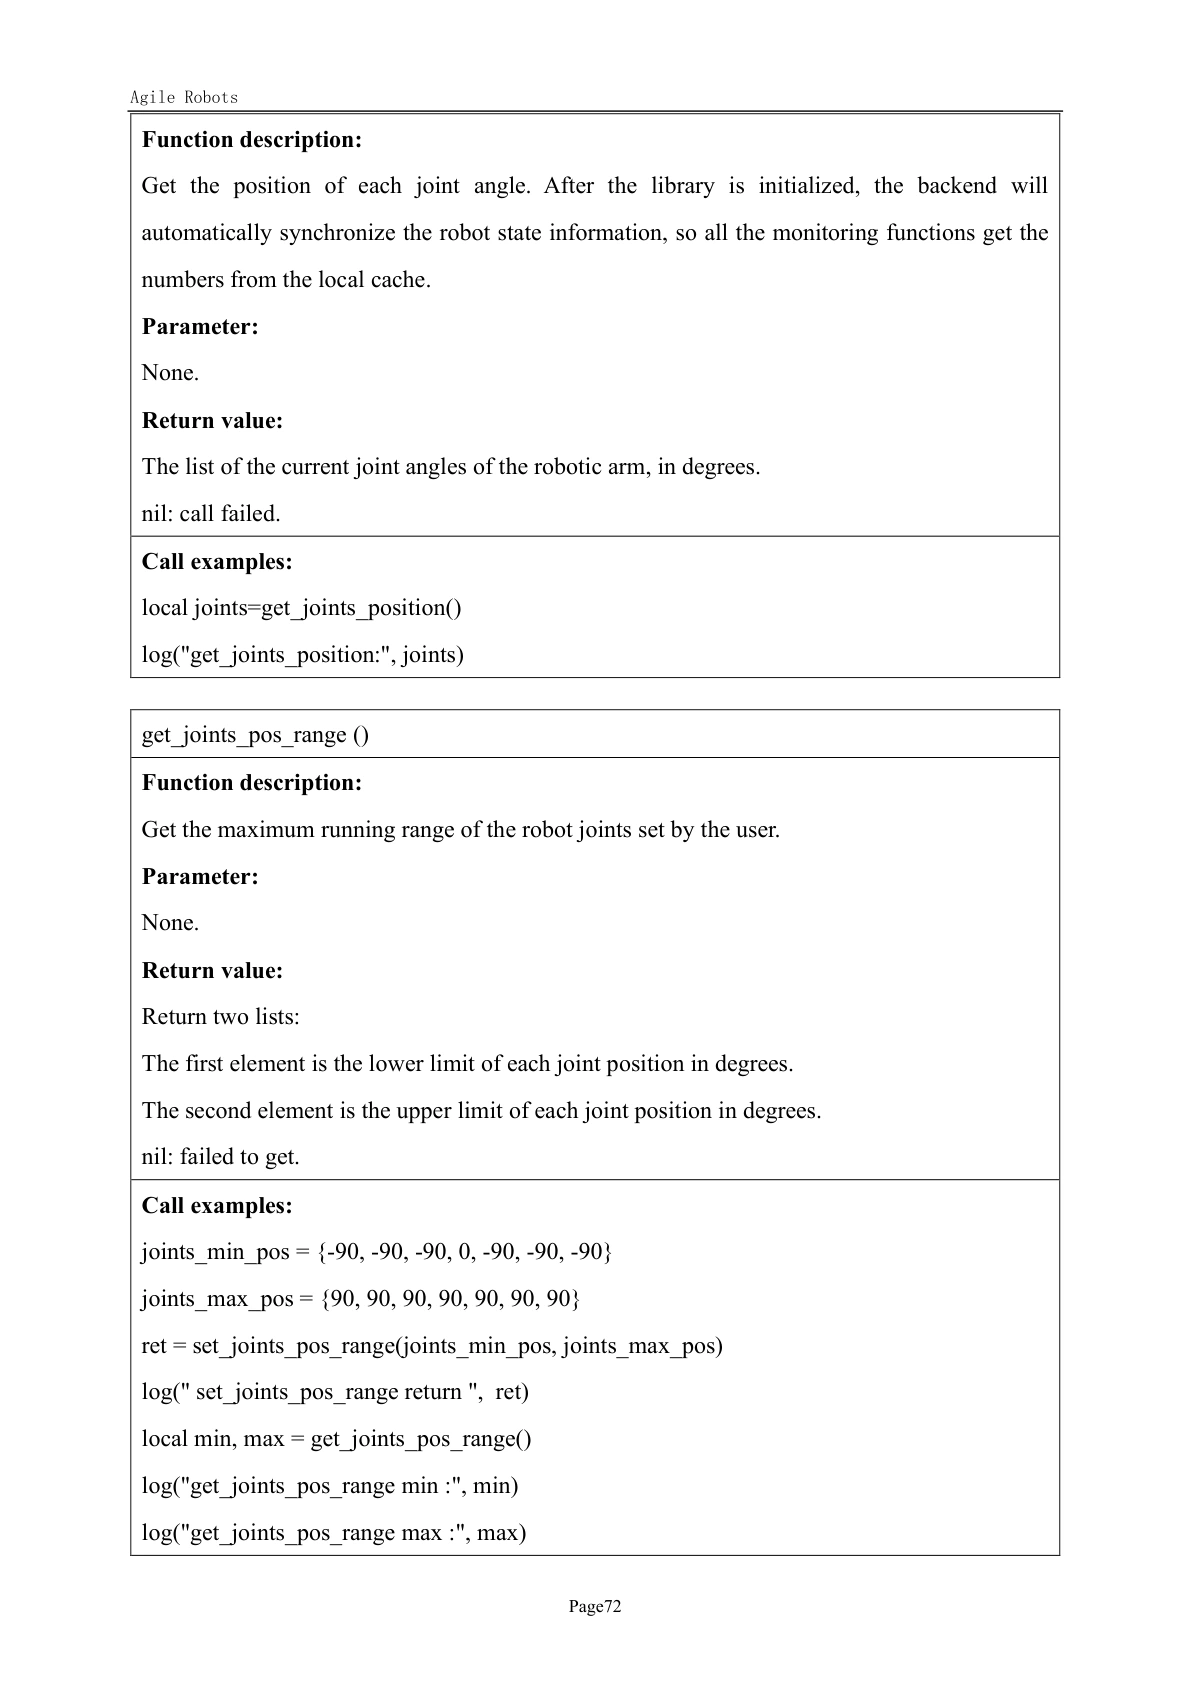 Agile Robots
Function description:
Get the position of each joint angle. After the library is initialized, the backend will
automatically synchronize the robot state information, so all the monitoring functions get the
numbers from the local cache.
Parameter:
None.
Return value:
The list of the current joint angles of the robotic arm, in degrees.
nil: call failed.
Call examples:
local joints=get_joints_position()
log("get_joints_position:", joints)
get_joints_pos_range ()
Function description:
Get the maximum running range of the robot joints set by the user.
Parameter:
None.
Return value:
Return two lists:
The first element is the lower limit of each joint position in degrees.
The second element is the upper limit of each joint position in degrees.
nil: failed to get.
Call examples:
joints_min_pos = {-90, -90, -90, 0, -90, -90, -90}
joints_max_pos = {90, 90, 90, 90, 90, 90, 90}
ret = set_joints_pos_range(joints_min_pos, joints_max_pos)
log(" set_joints_pos_range return ",  ret)
local min, max = get_joints_pos_range()
log("get_joints_pos_range min :", min)
log("get_joints_pos_range max :", max)
Page72